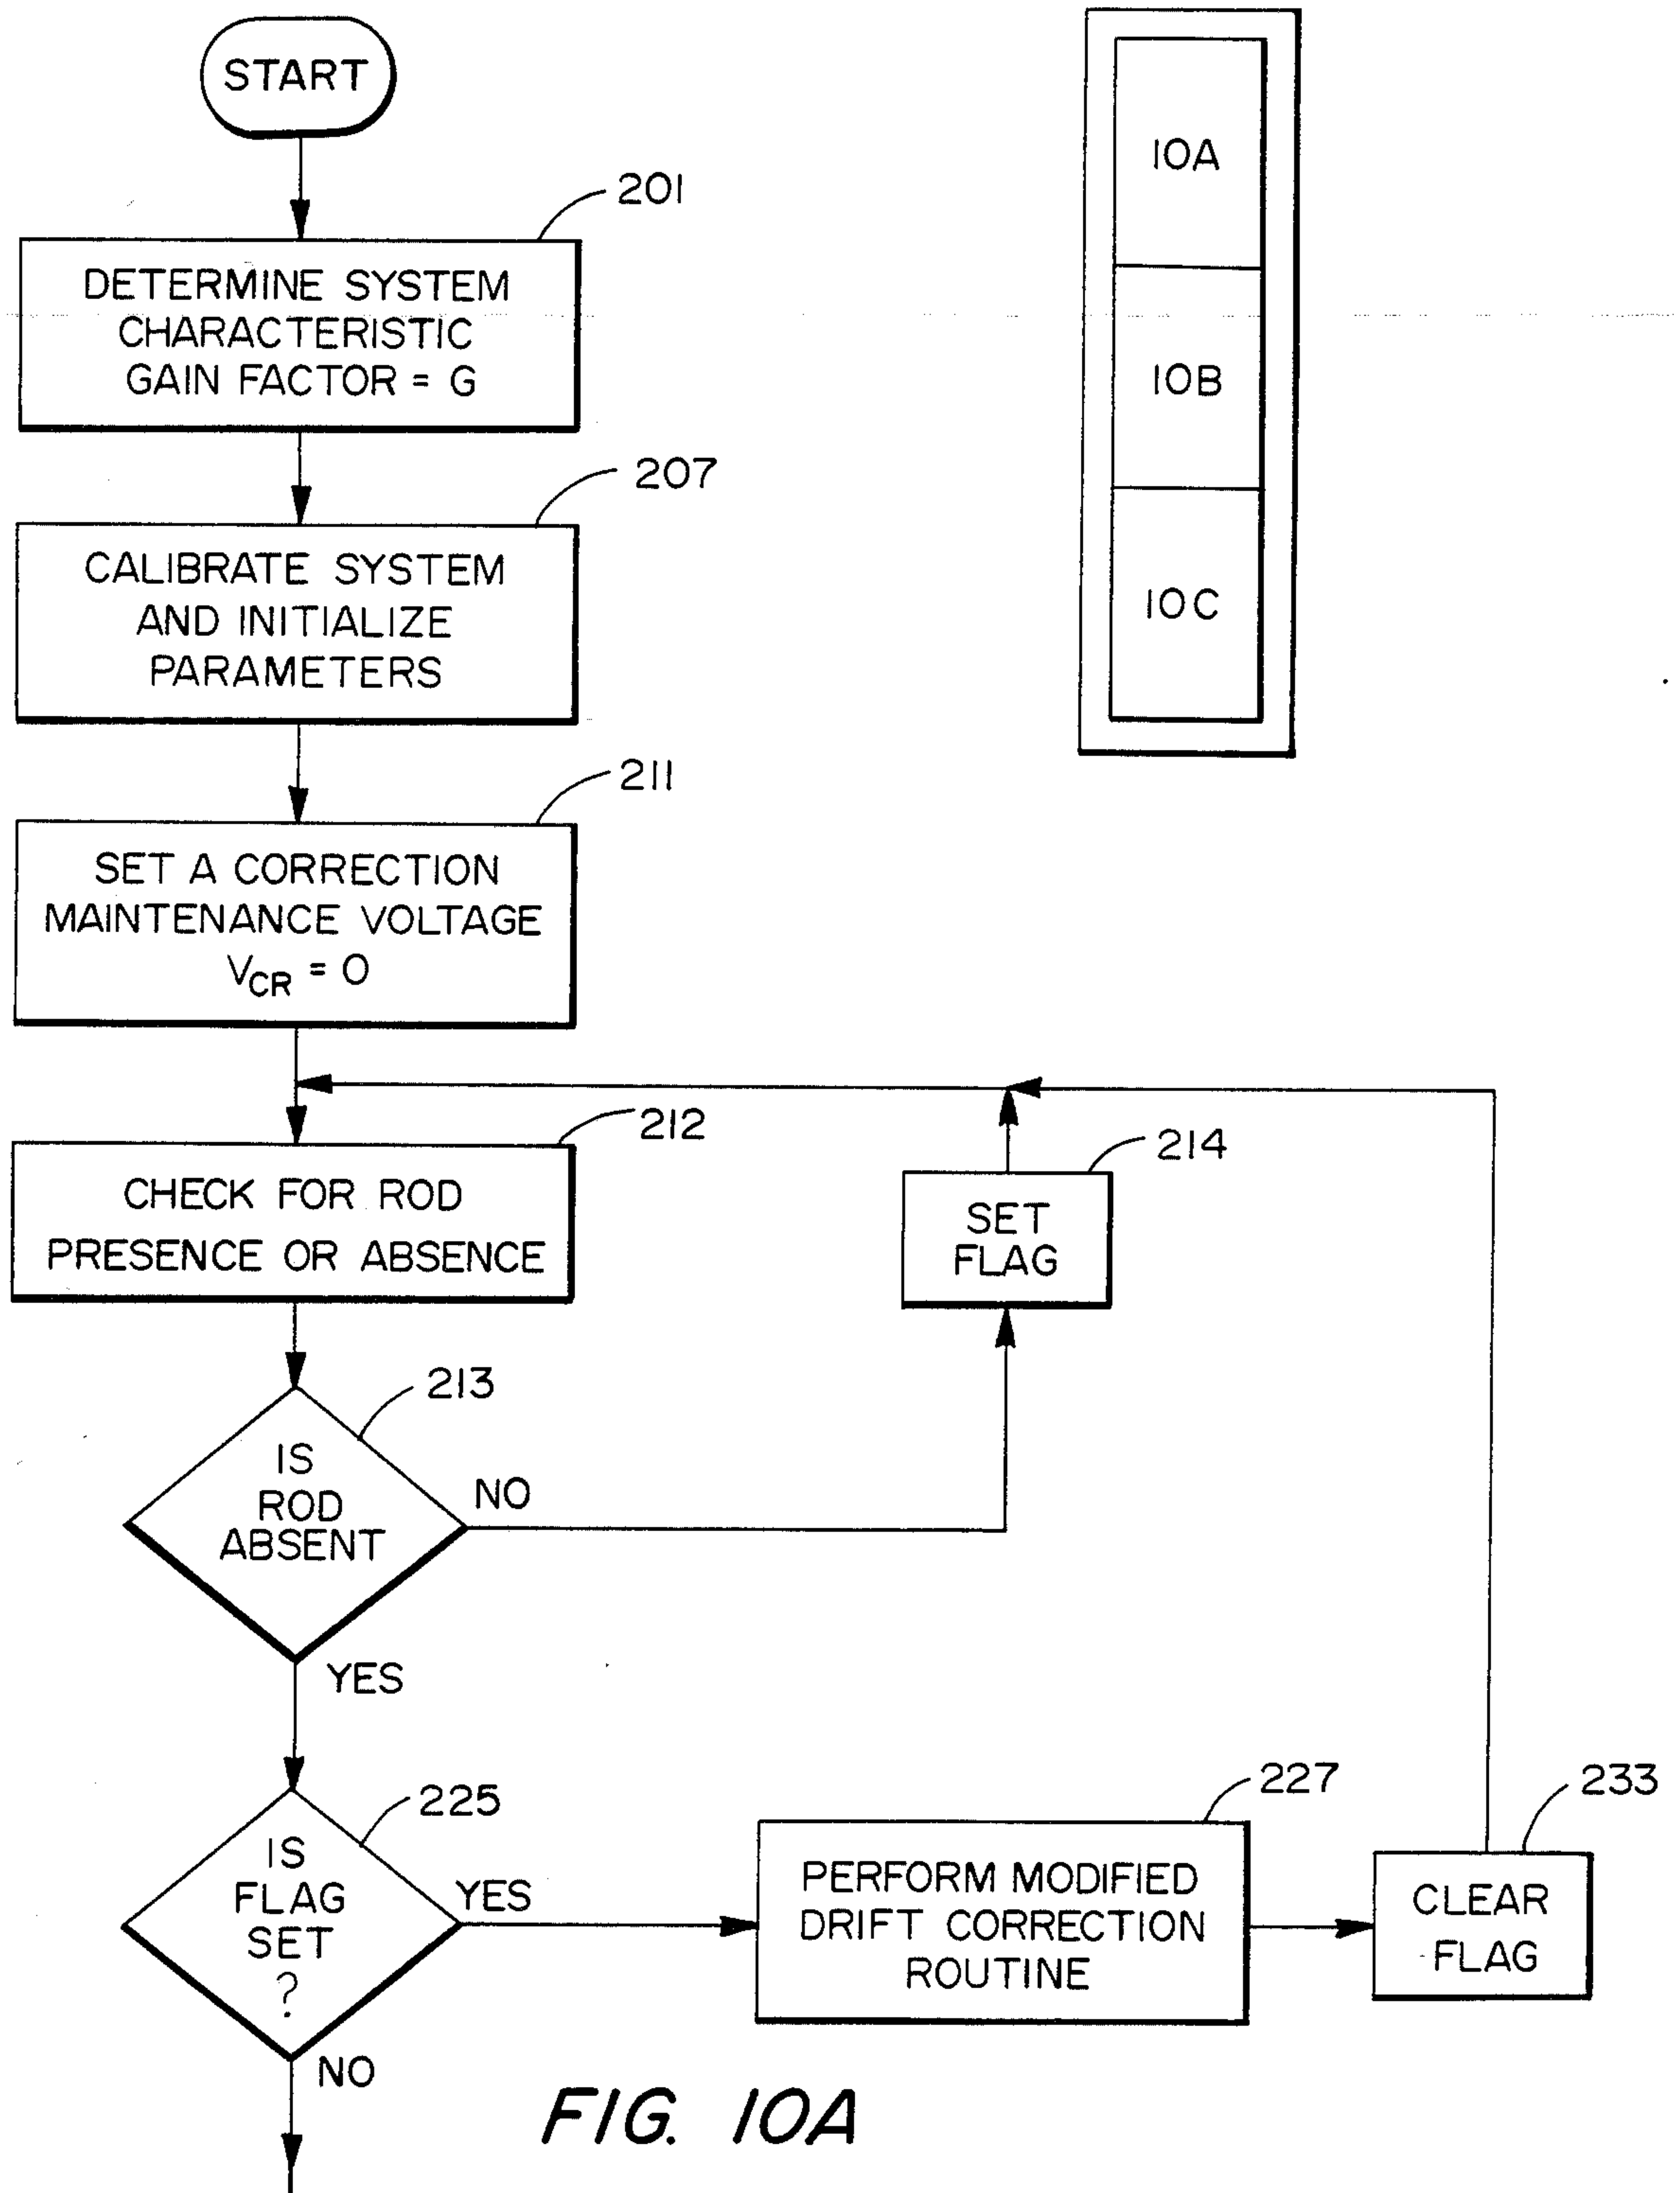 START
201
DETERMINE SYSTEM
CHARACTERISTIC
GAIN FACTOR = G
207
CALIBRATE SYSTEM
AND INITIALIZE
PARAMETERS
211
SET A CORRECTION
MAINTENANCE VOLTAGE
VCR = 0
10A
10B
10C
212
CHECK FOR ROD
PRESENCE OR ABSENCE
214
SET
FLAG
213
IS
ROD
ABSENT
NO
YES
225
IS
FLAG
SET
?
YES
NO
227
PERFORM MODIFIED
DRIFT CORRECTION
ROUTINE
233
CLEAR
FLAG
FIG. 10A